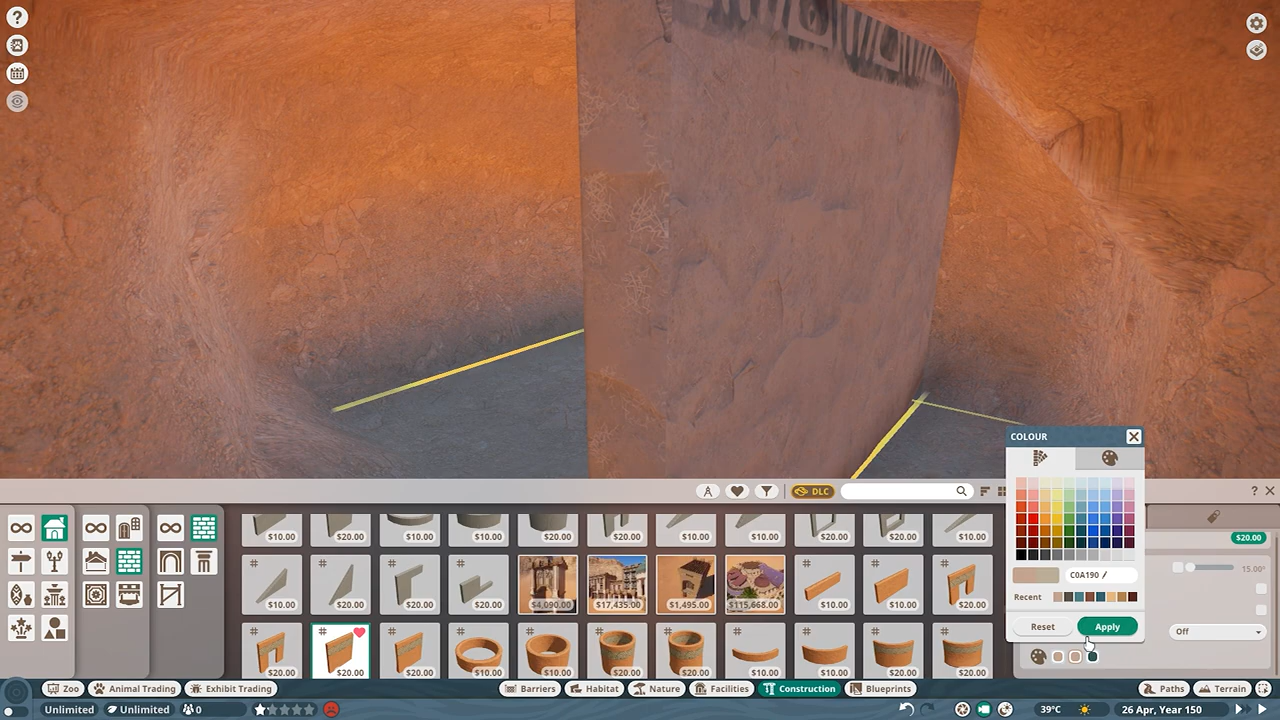 ?
DLC
COLOUR
? ×
$10.00 $20.00 $10.00 $10.00 $20.00 $20.00 $10.00 $10.00 $20.00 $20.00 $10.00
$20.00
15.00°
C0A190 /
Recent
$10.00 $20.00 $20.00 $20.00 $4,090.00 $17,435.00 $1,495.00 $115,668.00 $10.00 $10.00 $20.00
Reset Apply
Off
$20.00 $20.00 $20.00 $10.00 $10.00 $20.00 $20.00 $10.00 $10.00 $20.00 $20.00
Zoo Animal Trading Exhibit Trading Barriers Habitat Nature Facilities Construction Blueprints Paths Terrain
Unlimited Unlimited 0 39°C 26 Apr, Year 150